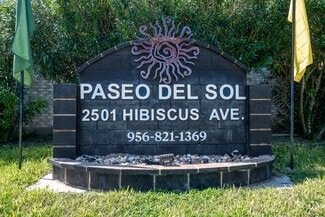 PASEO DEL SOL
2501 HIBISCUS AVE.
956-821-1369